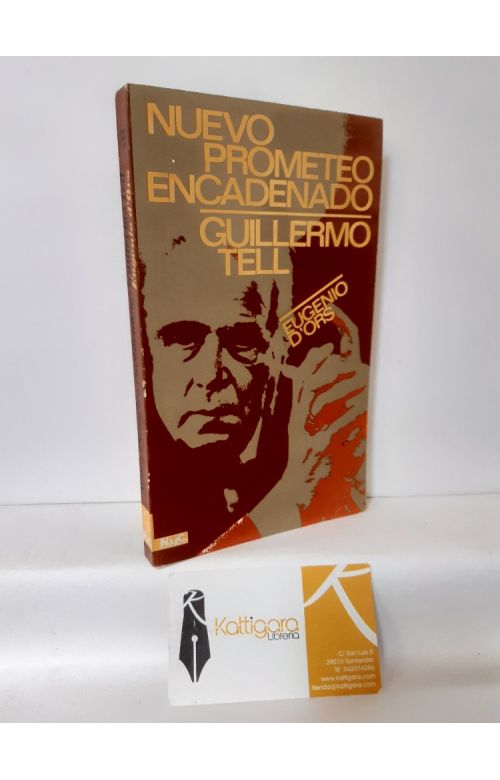 NUEVO
PROMETEO
ENCADENADO
GUILLERMO
TELL
EUGENIO
D'ORS
Kattigara
Librería
C/ San Luis 5
39010 Santander
www.kattigara.com
tienda@kattigara.com